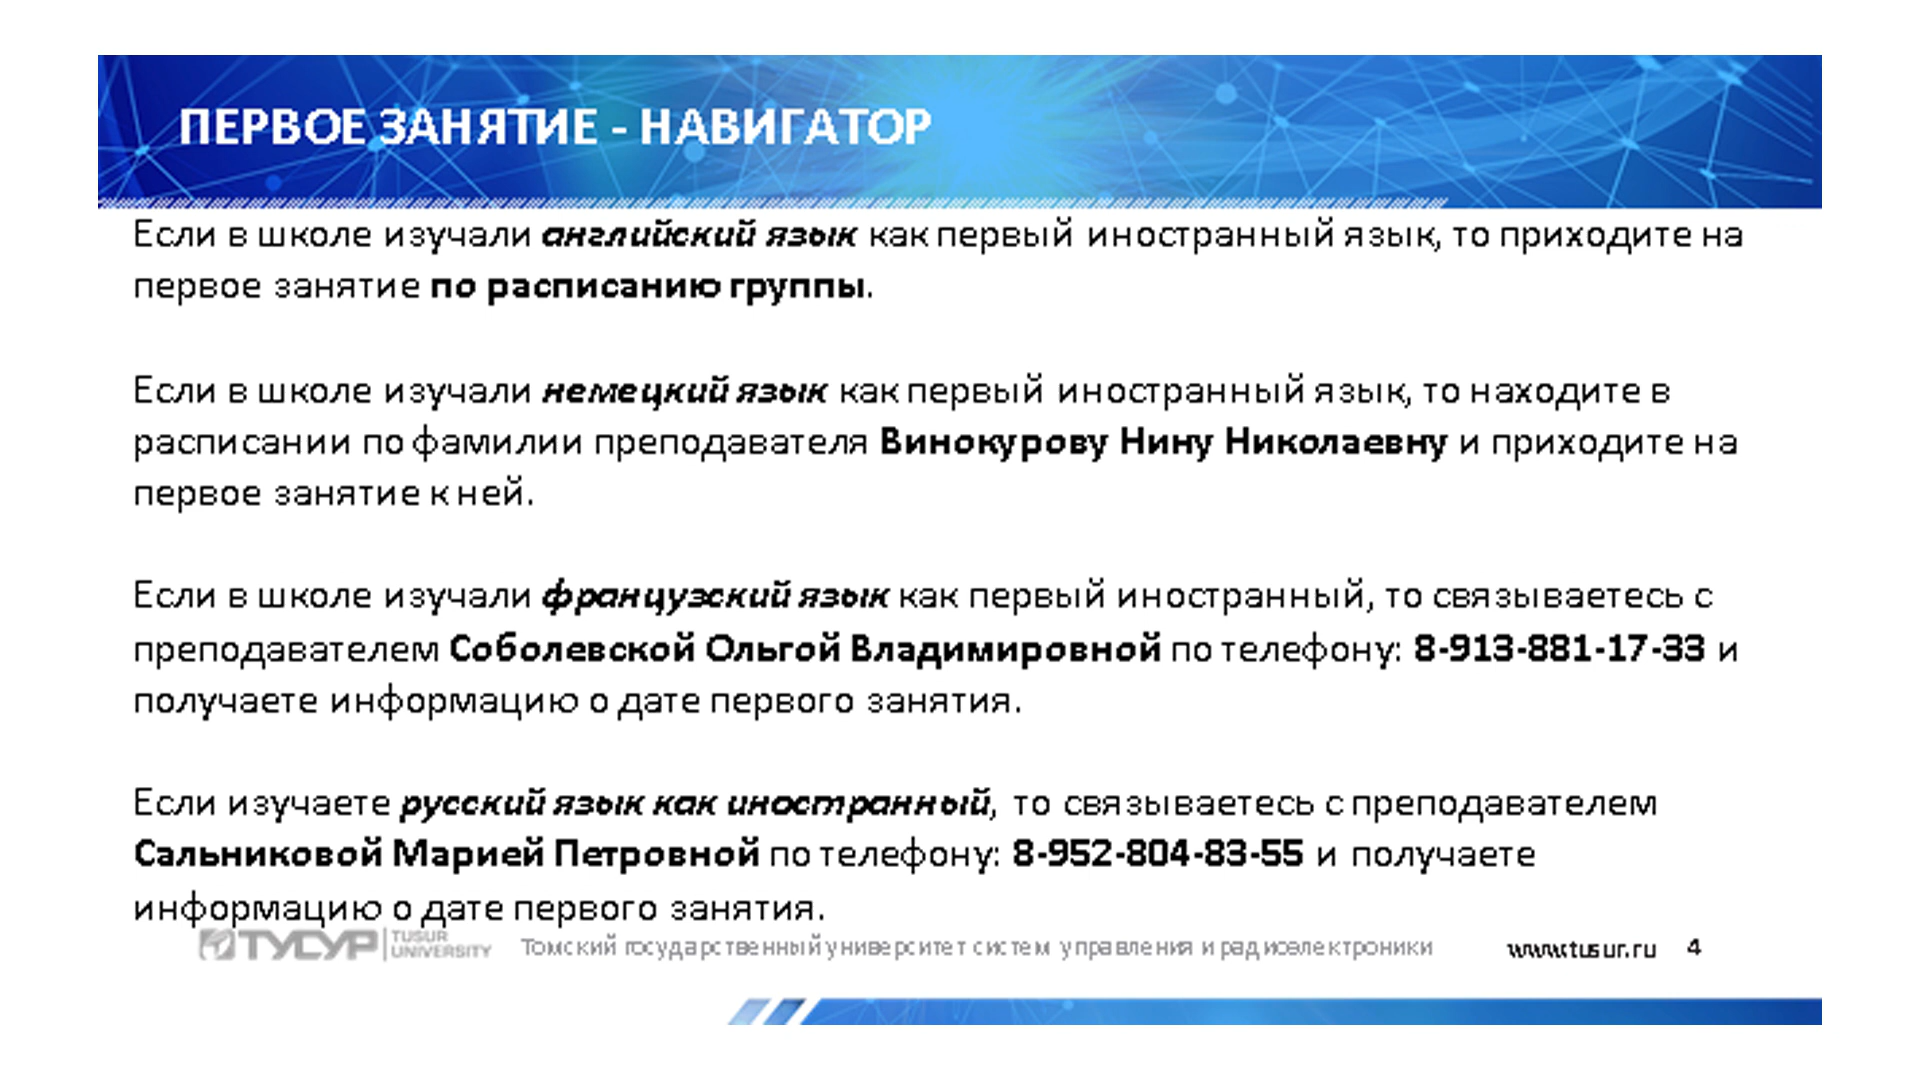 ПЕРВОЕ ЗАНЯТИЕ - НАВИГАТОР
Если в школе изучали английский язык как первый иностранный язык, то приходите на
первое занятие по расписанию группы.
Если в школе изучали немецкий язык как первый иностранный язык, то находите в
расписании по фамилии преподавателя Винокурову Нину Николаевну и приходите на
первое занятие к ней.
Если в школе изучали французский язык как первый иностранный, то связываетесь с
преподавателем Соболевской Ольгой Владимировной по телефону: 8-913-881-17-33 и
получаете информацию о дате первого занятия.
Если изучаете русский язык как иностранный, то связываетесь с преподавателем
Сальниковой Марией Петровной по телефону: 8-952-804-83-55 и получаете
информацию о дате первого занятия.
ТУСУР TUSUR UNIVERSITY Томский государственный университет систем управления и радиоэлектроники www.tusur.ru 4